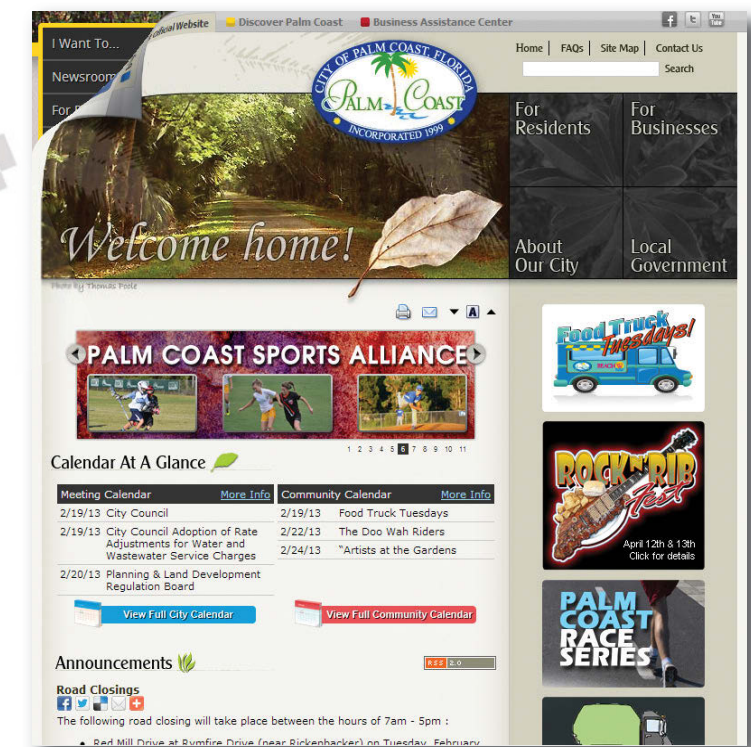 Official Website
Discover Palm Coast
Business Assistance Center
I Want To...
Newsroom
For
Home | FAQs | Site Map | Contact Us
Search
CITY OF PALM COAST, FLORIDA
PALM COAST
INCORPORATED 1999
For Residents
For Businesses
About Our City
Local Government
Welcome home!
Photo By Thomas Poole
A
PALM COAST SPORTS ALLIANCE
1 2 3 4 5 6 7 8 9 10 11
Food Truck
Tuesdays!
BEACH
ROCK N' RIB
Fest
April 12th & 13th
Click for details
PALM
COAST
RACE
SERIES
Calendar At A Glance
Meeting Calendar More Info
2/19/13 City Council
2/19/13 City Council Adoption of Rate
Adjustments for Water and
Wastewater Service Charges
2/20/13 Planning & Land Development
Regulation Board
View Full City Calendar
Community Calendar More Info
2/19/13 Food Truck Tuesdays
2/22/13 The Doo Wah Riders
2/24/13 "Artists at the Gardens
View Full Community Calendar
Announcements
RSS 2.0
Road Closings
The following road closing will take place between the hours of 7am - 5pm :
• Red Mill Drive at Rymfire Drive (near Rickenbacker) on Tuesday, February